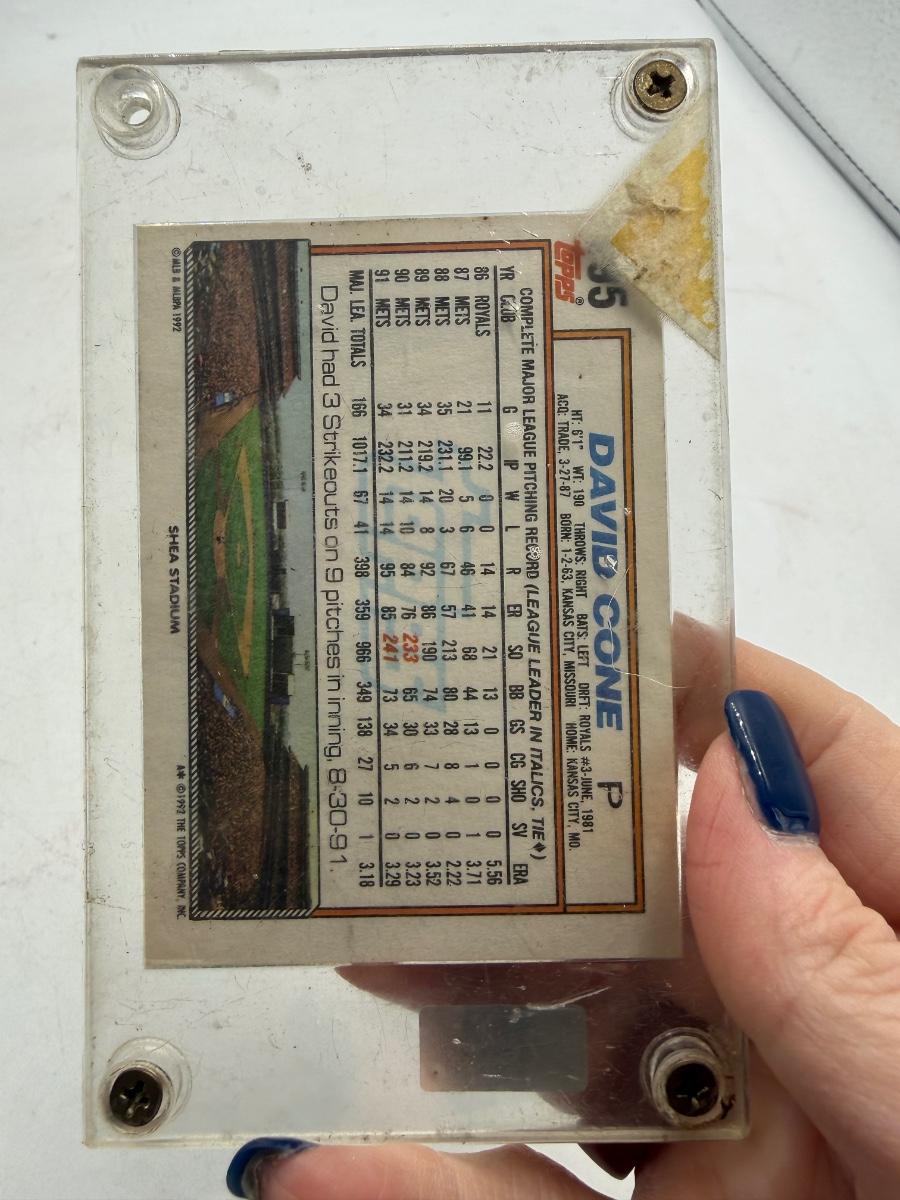 95
TOPPS®
DAVID CONE P
HT: 6'1" WT: 190 THROWS: RIGHT BATS: LEFT DRFT: ROYALS #3-JUNE, 1981
ACQ: TRADE, 3-27-87 BORN: 1-2-63, KANSAS CITY, MISSOURI HOME: KANSAS CITY, MO.
COMPLETE MAJOR LEAGUE PITCHING RECORD (LEAGUE LEADER IN ITALICS, TIE♦)
YR CLUB G IP W L R ER SO BB GS CG SHO SV ERA
86 ROYALS 11 22.2 0 0 14 14 21 13 0 0 0 0 5.56
87 METS 21 99.1 5 6 46 41 68 44 13 1 0 1 3.71
88 METS 35 231.1 20 3 67 57 213 80 28 8 4 0 2.22
89 METS 34 219.2 14 8 92 86 190 74 33 7 2 0 3.52
90 METS 31 211.2 14 10 84 76 233 65 30 6 2 0 3.23
91 METS 34 232.2 14 14 95 85 241 73 34 5 2 0 3.29
MAJ. LEA. TOTALS 166 1017.1 67 41 398 359 966 349 138 27 10 1 3.18
David had 3 Strikeouts on 9 pitches in inning, 8-30-91.
©MLB & MLBPA 1992 SHEA STADIUM A* ©1992 THE TOPPS COMPANY, INC.